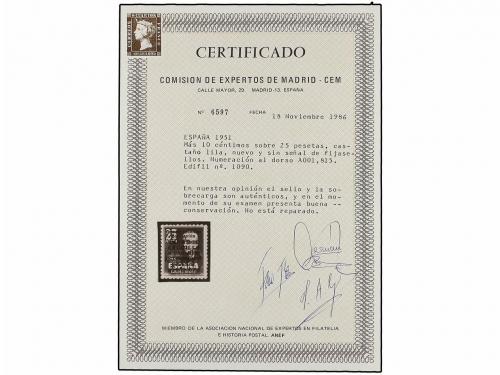 CERTIFICADO
COMISION DE EXPERTOS DE MADRID - CEM
CALLE MAYOR, 29. MADRID-13. ESPAÑA
Nº 6597 FECHA 18 Noviembre 1986
ESPAÑA 1951
Más 10 céntimos sobre 25 pesetas, cas-
taño lila, nuevo y sin señal de fijase-
llos. Numeración al dorso A001,815.
Edifil nº. 1090.
En nuestra opinión el sello y la so-
brecarga son auténticos, y en el mo-
mento de su examen presenta buena --
conservación. No está reparado.
25
ESPAÑA
MIEMBRO DE LA ASOCIACION NACIONAL DE EXPERTOS EN FILATELIA
E HISTORIA POSTAL. ANEF